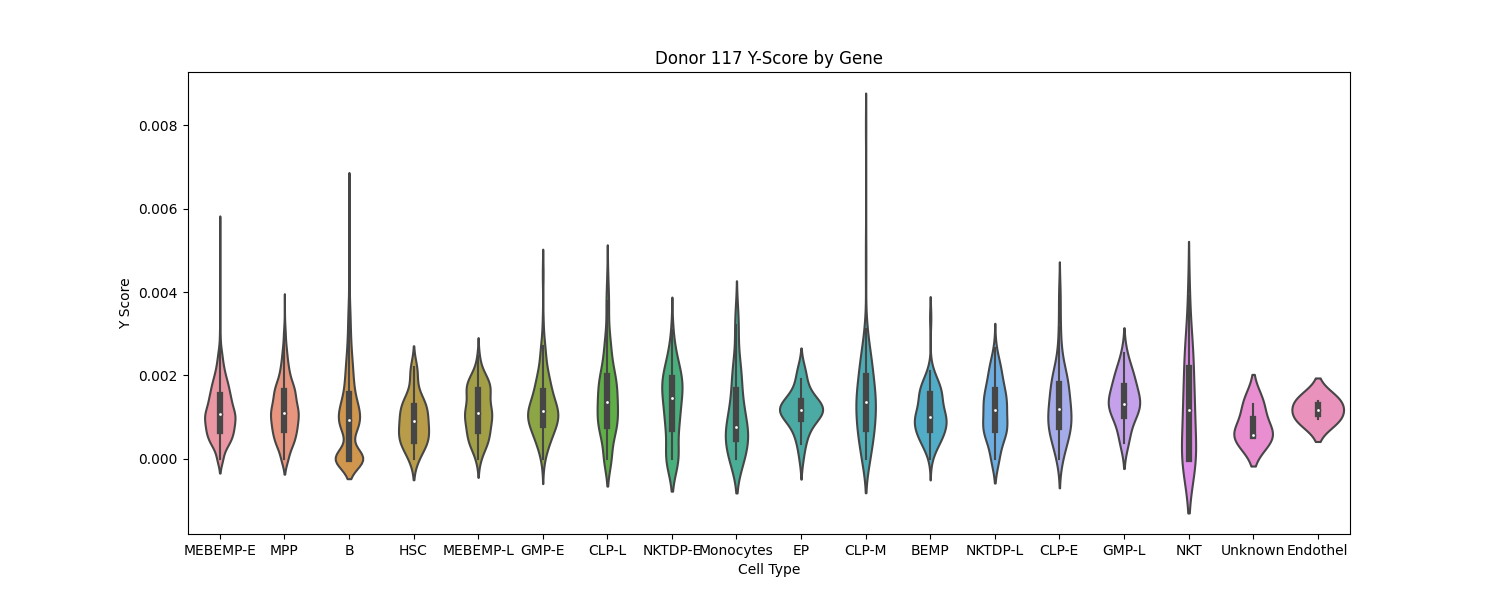 Donor 117 Y-Score by Gene
0.008
0.006
0.004
0.002
0.000
Y Score
MEBEMP-E MPP B HSC MEBEMP-L GMP-E CLP-L NKTDP-E Monocytes EP CLP-M BEMP NKTDP-L CLP-E GMP-L NKT Unknown Endothel
Cell Type